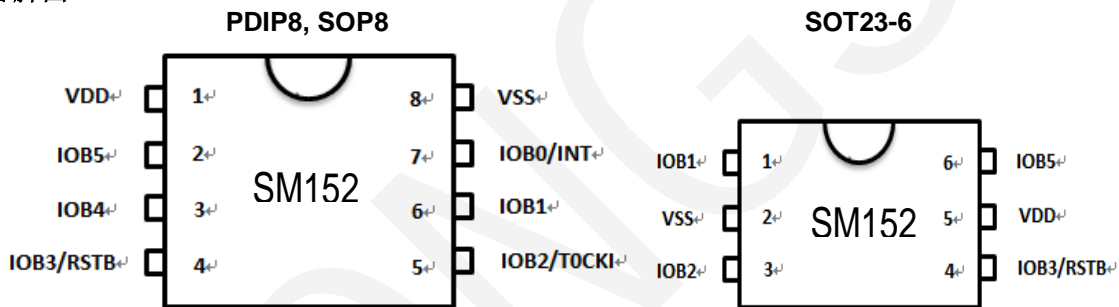 PDIP8, SOP8
SOT23-6
VDD 1 8 VSS
IOB5 2 7 IOB0/INT
SM152
IOB4 3 6 IOB1
IOB3/RSTB 4 5 IOB2/T0CKI
IOB1 1 6 IOB5
VSS 2 SM152 5 VDD
IOB2 3 4 IOB3/RSTB